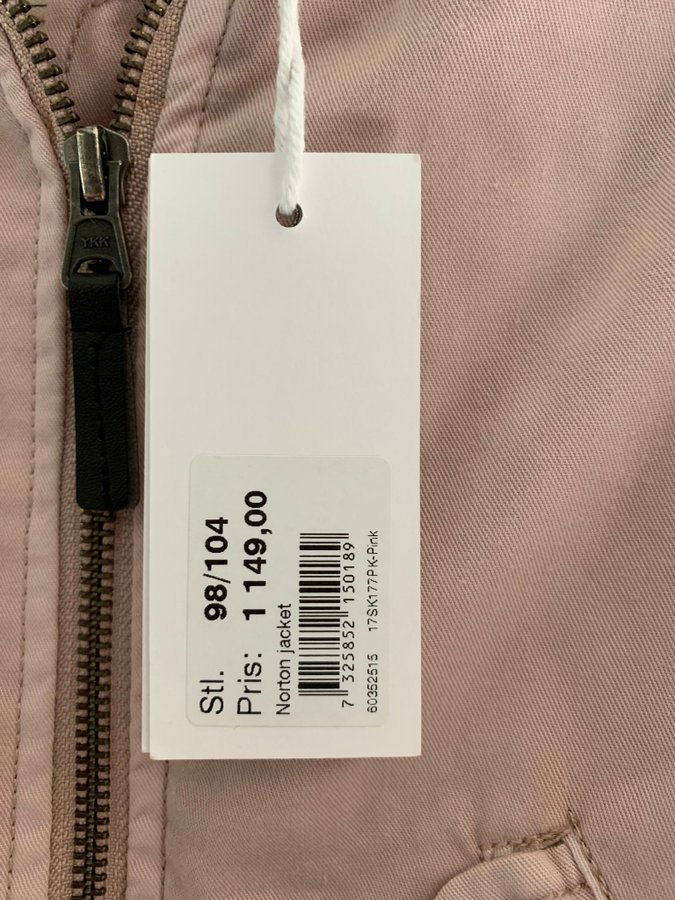 YKK
Stl. 98/104
Pris: 1 149,00
Norton jacket
7 325852 150189
60352515 17SK177PK-Pink